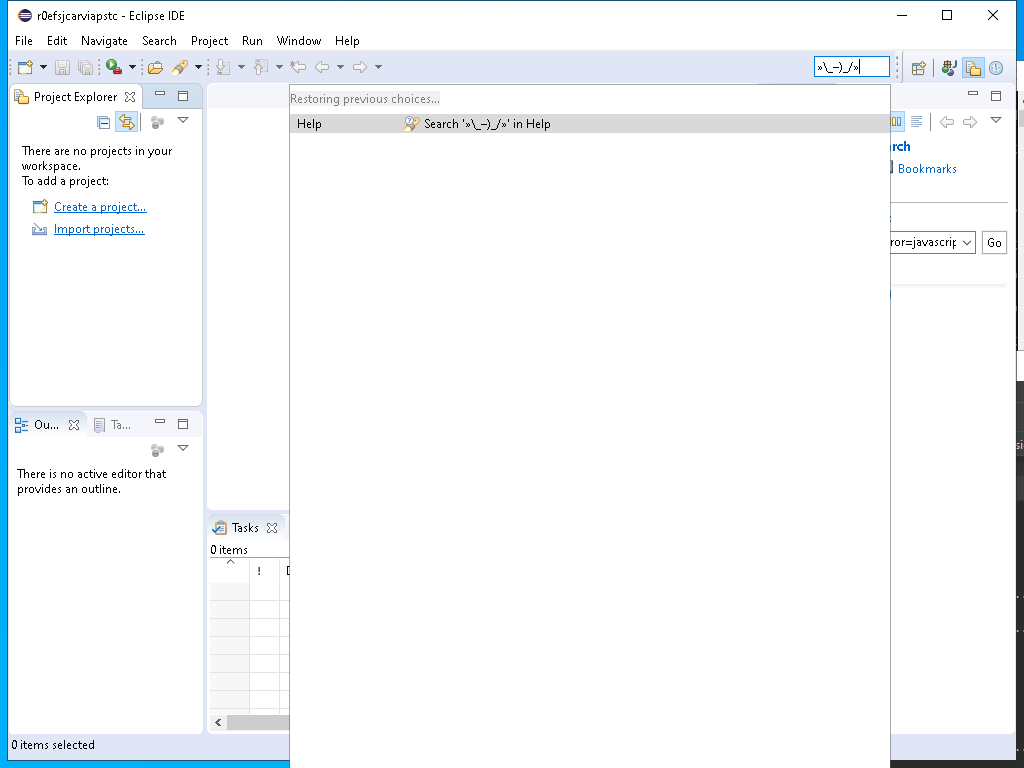 r0efsjcarviapstc - Eclipse IDE
File Edit Navigate Search Project Run Window Help
»\_–)_/»
Project Explorer
Restoring previous choices...
Help Search '»\_–)_/»' in Help
There are no projects in your
workspace.
To add a project:
Create a project...
Import projects...
rch
Bookmarks
ror=javascrip
Go
Ou... Ta...
There is no active editor that
provides an outline.
Tasks
0 items
!
0 items selected